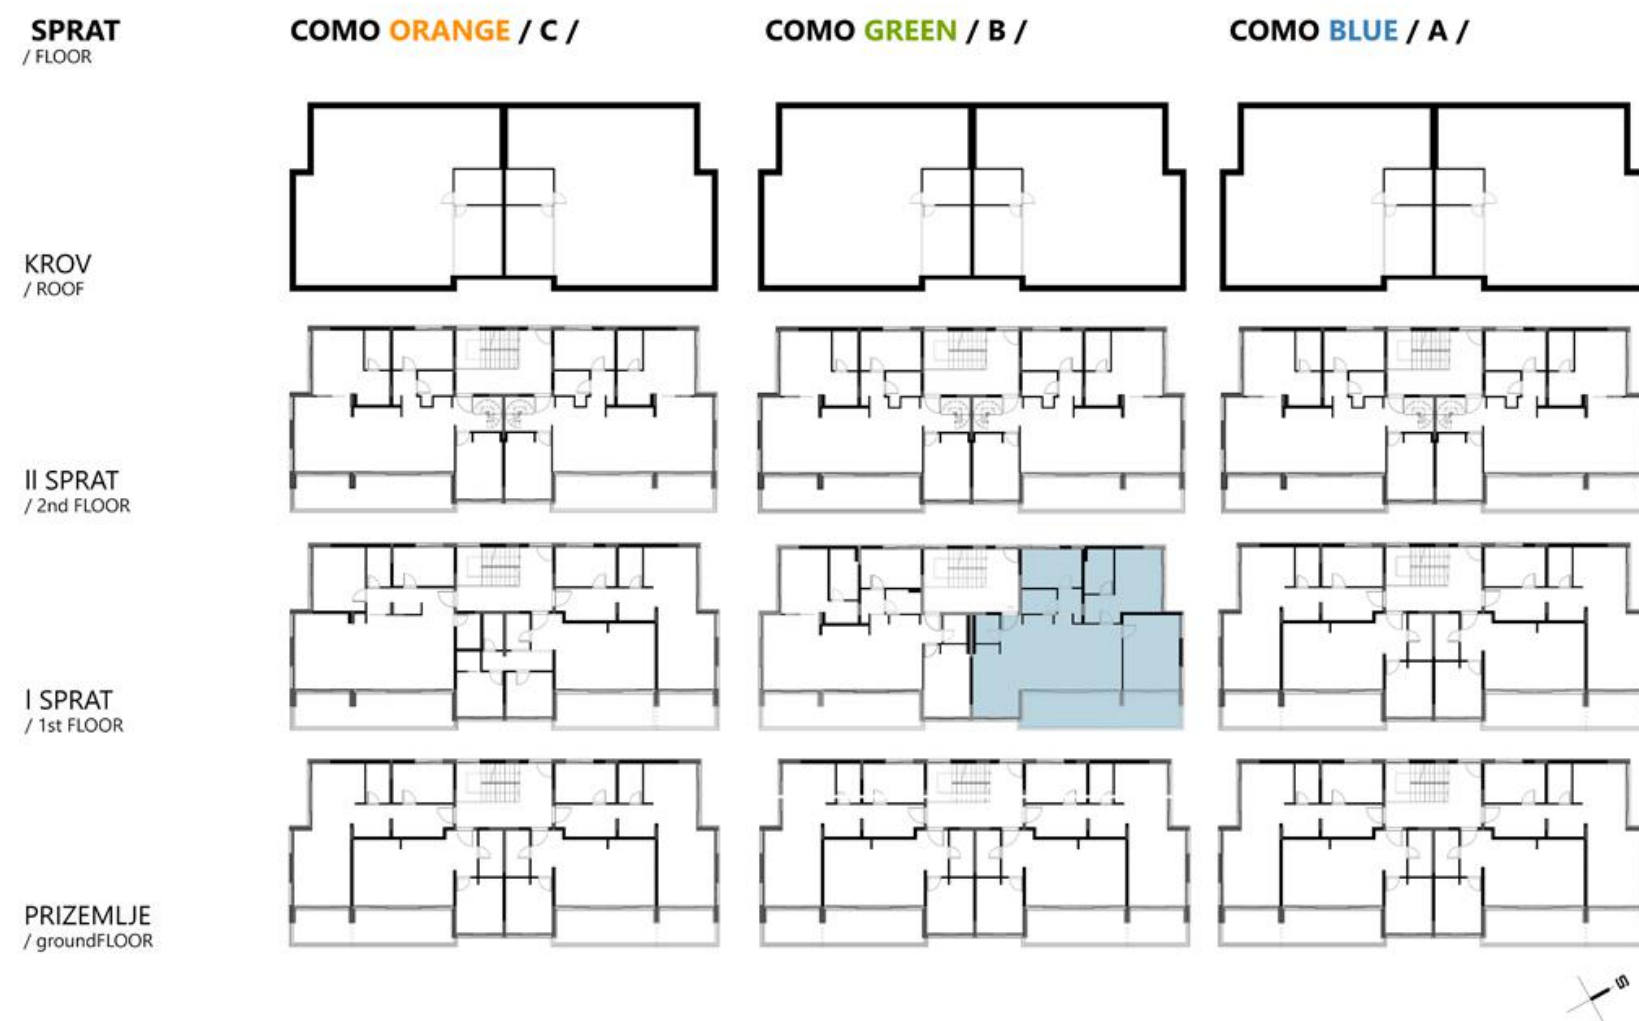 SPRAT
/ FLOOR
COMO ORANGE / C /
COMO GREEN / B /
COMO BLUE / A /
KROV
/ ROOF
II SPRAT
/ 2nd FLOOR
I SPRAT
/ 1st FLOOR
PRIZEMLJE
/ groundFLOOR
S